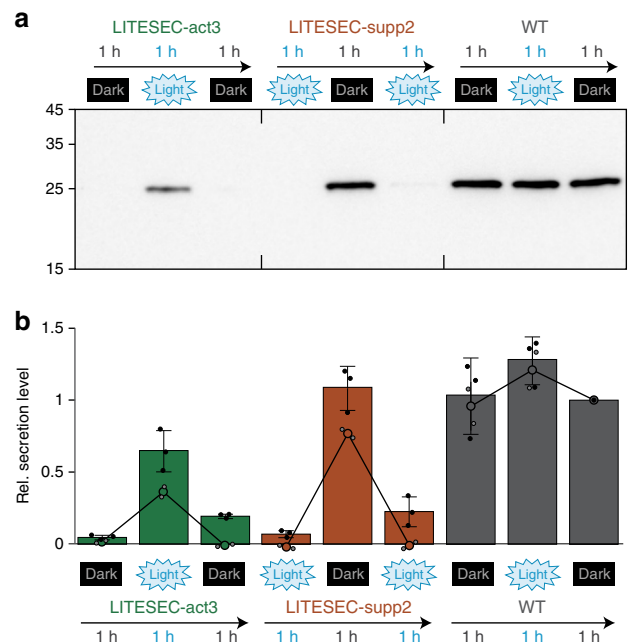 a
LITESEC-act3 LITESEC-supp2 WT
1 h 1 h 1 h 1 h 1 h 1 h 1 h 1 h 1 h
Dark Light Dark Light Dark Light Dark Light Dark
45
35
25
15
b
Rel. secretion level
1.5
1
0.5
0
Dark Light Dark Light Dark Light Dark Light Dark
LITESEC-act3 LITESEC-supp2 WT
1 h 1 h 1 h 1 h 1 h 1 h 1 h 1 h 1 h